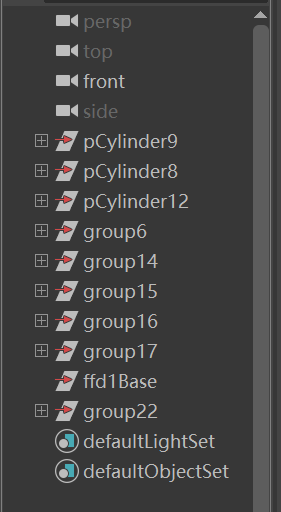 persp
top
front
side
pCylinder9
pCylinder8
pCylinder12
group6
group14
group15
group16
group17
ffd1Base
group22
defaultLightSet
defaultObjectSet